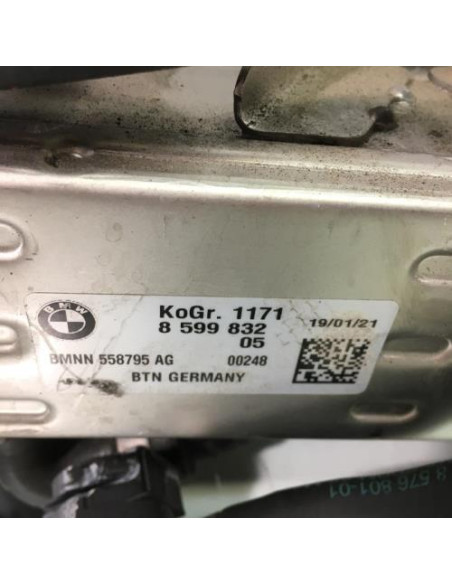 BMW
KoGr. 1171
8 599 832 19/01/21
05
BMNN 558795 AG 00248
BTN GERMANY
8 576 801-01